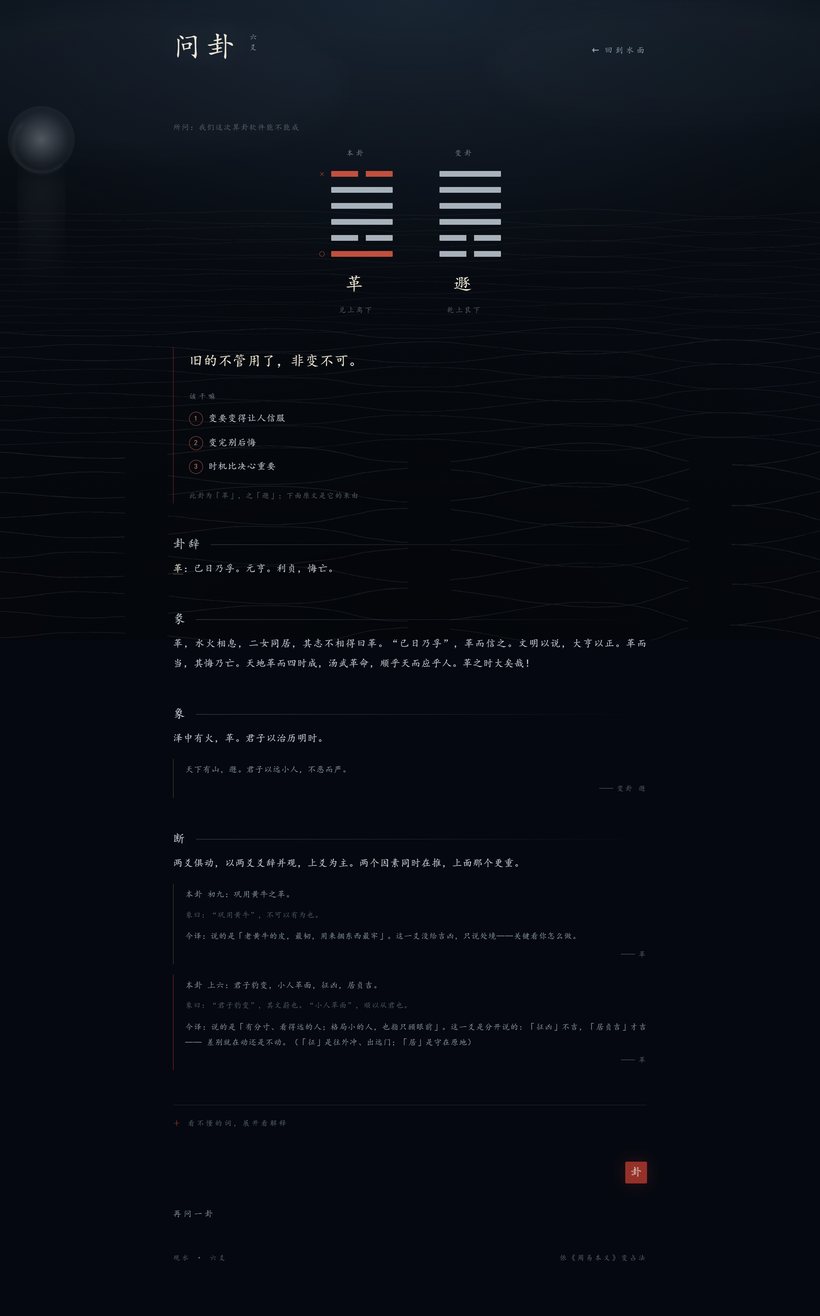 问卦 六爻
← 回到水面
所问：我们这次算卦软件能不能成
本卦 变卦
×
○
革 遯
兑上离下 乾上艮下
旧的不管用了，非变不可。
该干嘛
1 变要变得让人信服
2 变完别后悔
3 时机比决心重要
此卦为「革」，之「遯」；下面原文是它的来由
卦辞
革：已日乃孚。元亨。利贞，悔亡。
彖
革，水火相息，二女同居，其志不相得曰革。“已日乃孚”，革而信之。文明以说，大亨以正。革而
当，其悔乃亡。天地革而四时成，汤武革命，顺乎天而应乎人。革之时大矣哉！
象
泽中有火，革。君子以治历明时。
天下有山，遯。君子以远小人，不恶而严。
—— 变卦 遯
断
两爻俱动，以两爻爻辞并观，上爻为主。两个因素同时在推，上面那个更重。
本卦 初九：巩用黄牛之革。
象曰：“巩用黄牛”，不可以有为也。
今译：说的是「老黄牛的皮，最韧，用来捆东西最牢」。这一爻没给吉凶，只说处境——关键看你怎么做。
—— 革
本卦 上六：君子豹变，小人革面，征凶，居贞吉。
象曰：“君子豹变”，其文蔚也。“小人革面”，顺以从君也。
今译：说的是「有分寸、看得远的人；格局小的人，也指只顾眼前」。这一爻是分开说的：「征凶」不吉，「居贞吉」才吉
—— 差别就在动还是不动。（「征」是往外冲、出远门；「居」是守在原地）
—— 革
+ 看不懂的词，展开看解释
卦
再问一卦
观水 · 六爻
依《周易本义》变占法